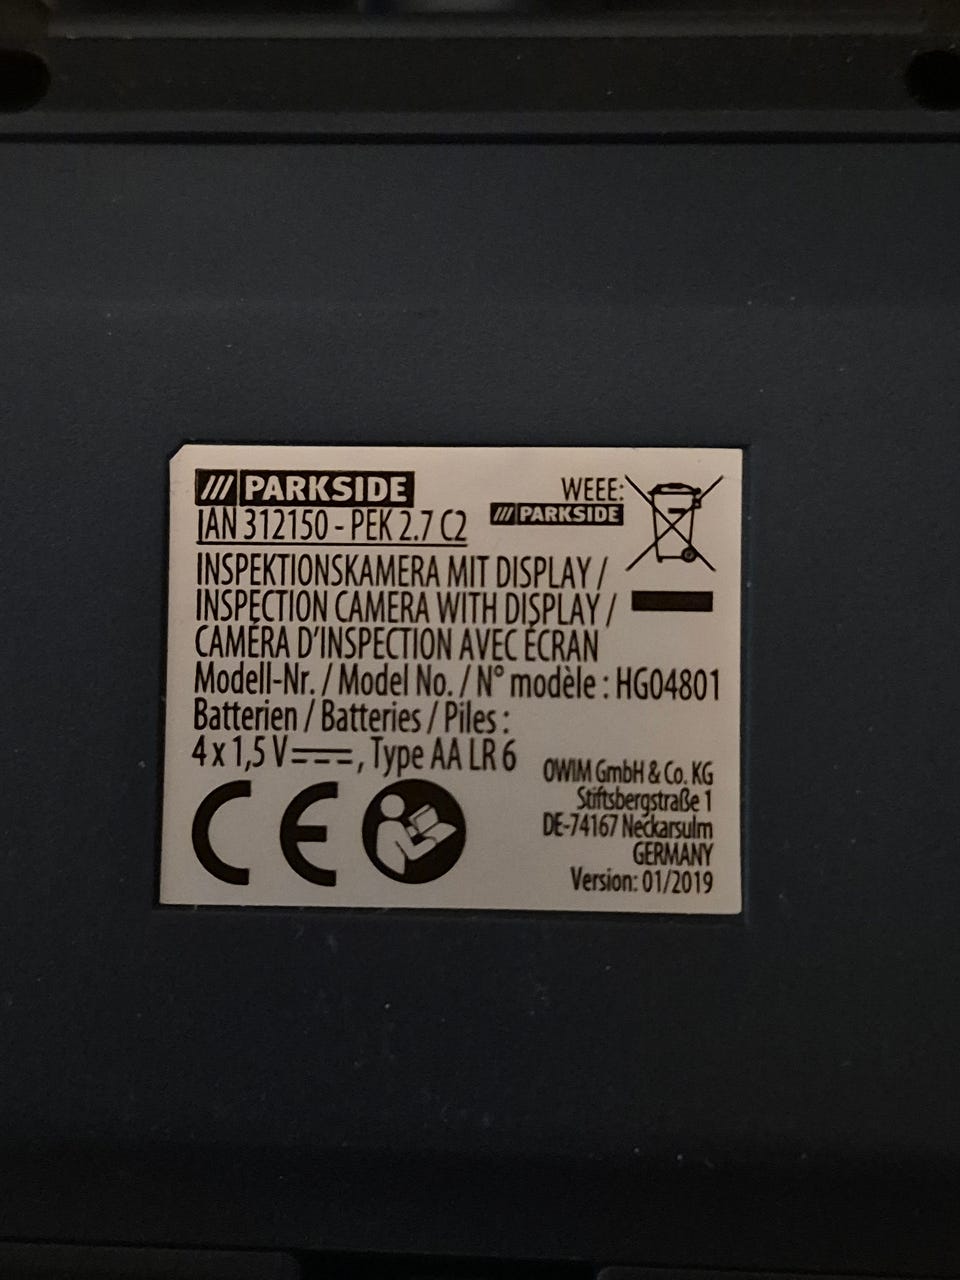 /// PARKSIDE
IAN 312150 - PEK 2.7 C2
WEEE:
/// PARKSIDE
INSPEKTIONSKAMERA MIT DISPLAY /
INSPECTION CAMERA WITH DISPLAY /
CAMÉRA D'INSPECTION AVEC ÉCRAN
Modell-Nr. / Model No. / N° modèle : HG04801
Batterien / Batteries / Piles :
4 x 1,5 V⎓, Type AA LR 6
CE
OWIM GmbH & Co. KG
Stiftsbergstraße 1
DE-74167 Neckarsulm
GERMANY
Version: 01/2019